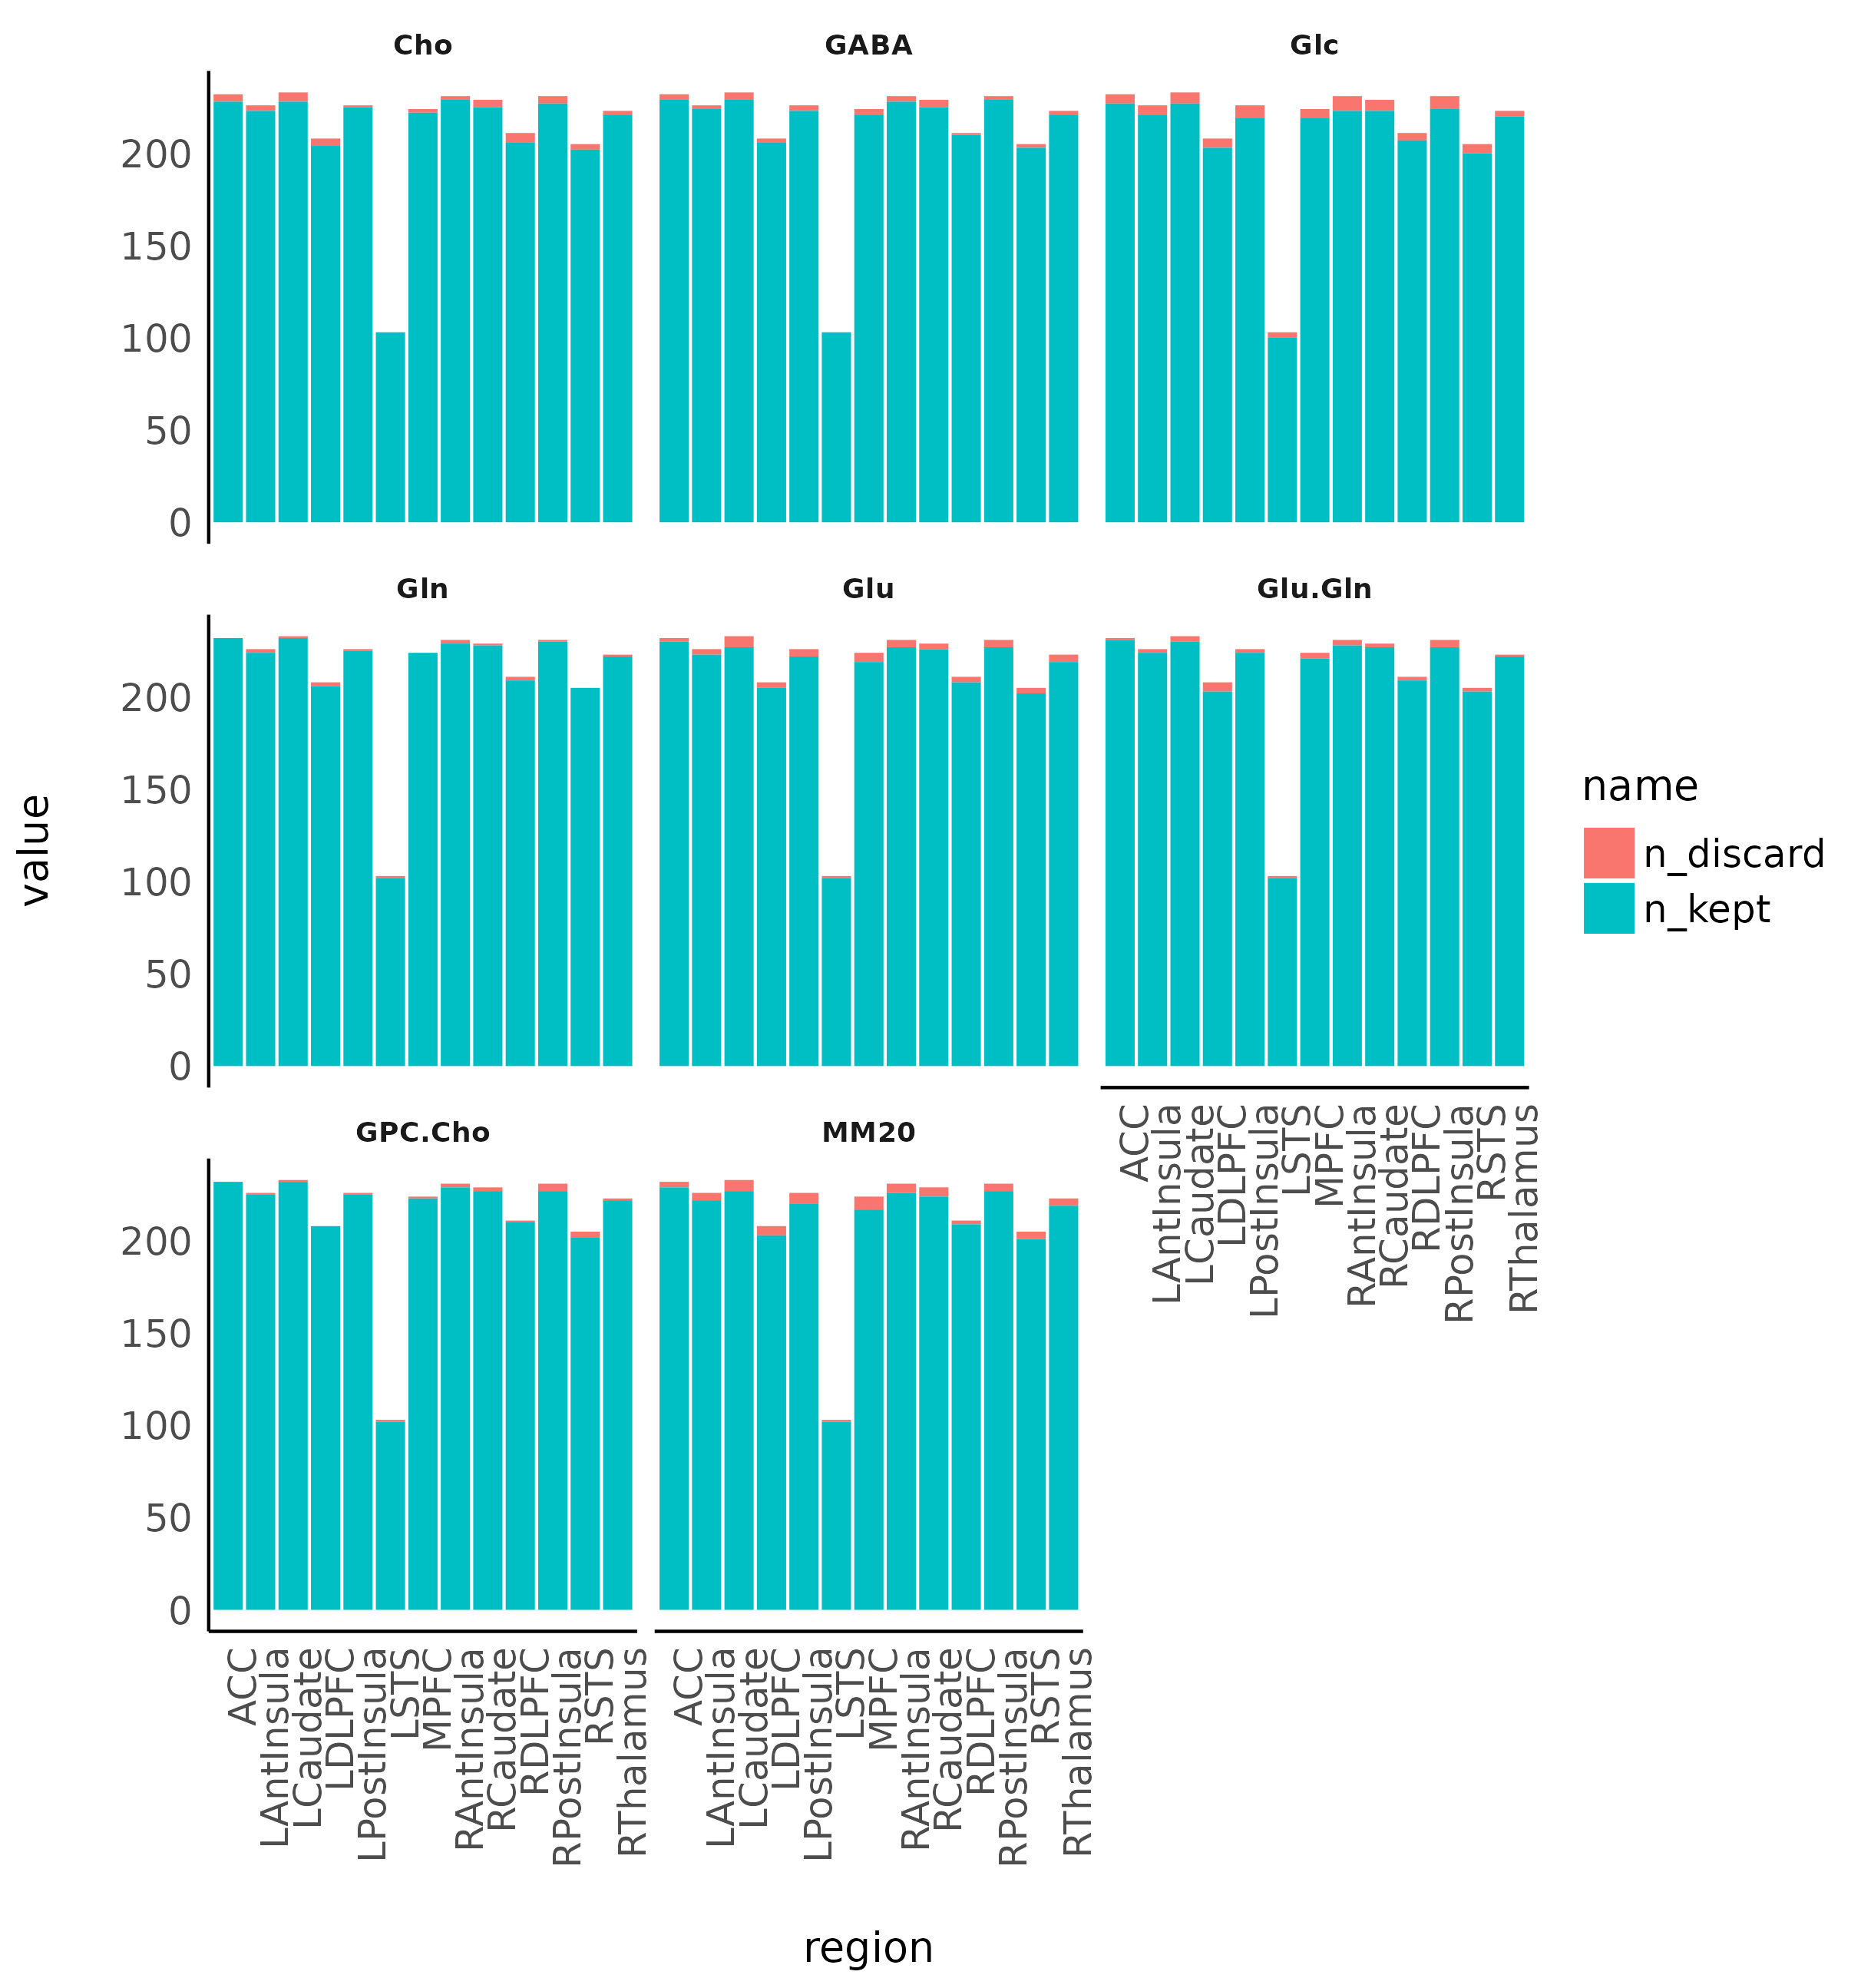 Cho GABA Glc
200
150
100
50
0
Gln Glu Glu.Gln
200
150
100
50
0
ACC LAntInsula LCaudate LDLPFC LPostInsula LSTS MPFC RAntInsula RCaudate RDLPFC RPostInsula RSTS RThalamus
GPC.Cho MM20
200
150
100
50
0
ACC LAntInsula LCaudate LDLPFC LPostInsula LSTS MPFC RAntInsula RCaudate RDLPFC RPostInsula RSTS RThalamus
ACC LAntInsula LCaudate LDLPFC LPostInsula LSTS MPFC RAntInsula RCaudate RDLPFC RPostInsula RSTS RThalamus
region
value
name
n_discard
n_kept